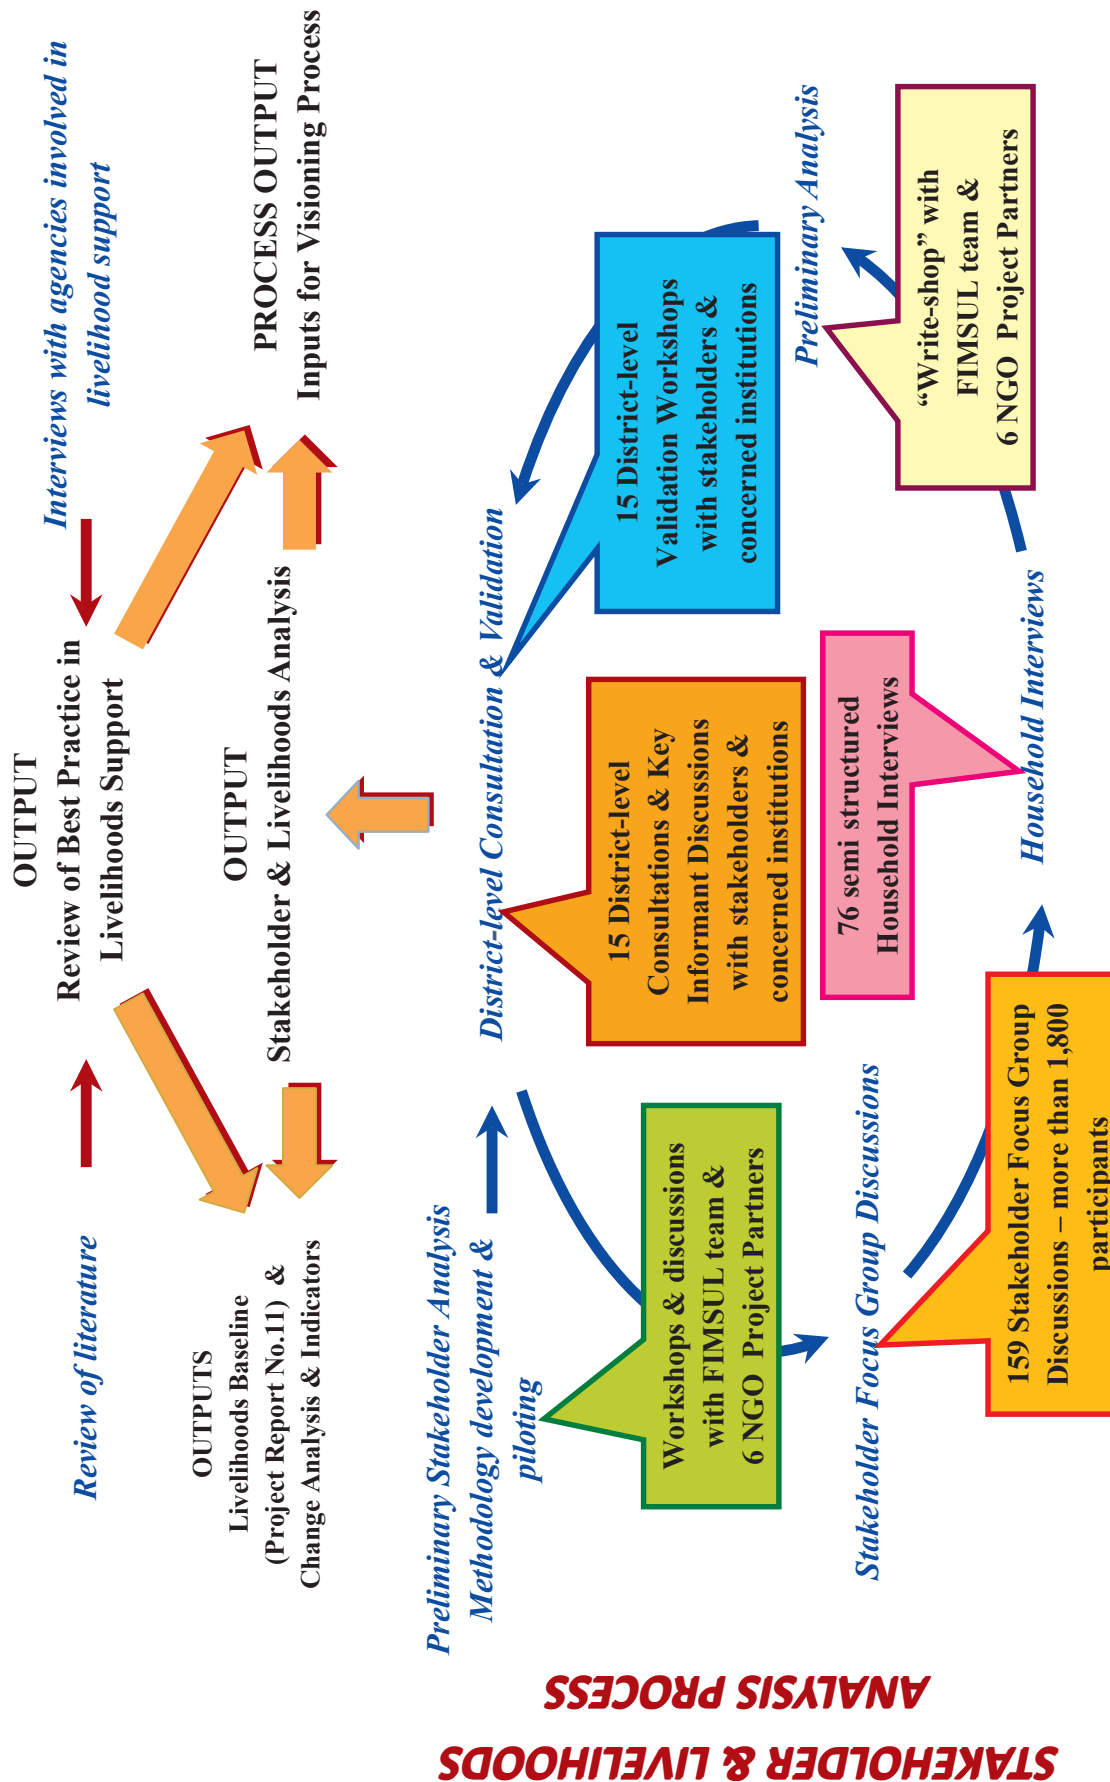 STAKEHOLDER & LIVELIHOODS
ANALYSIS PROCESS
OUTPUT
Review of Best Practice in
Livelihoods Support
Review of literature
Interviews with agencies involved in
livelihood support
OUTPUTS
Livelihoods Baseline
(Project Report No.11) &
Change Analysis & Indicators
OUTPUT
Stakeholder & Livelihoods Analysis
PROCESS OUTPUT
Inputs for Visioning Process
Preliminary Stakeholder Analysis
Methodology development &
piloting
District-level Consultation & Validation
Workshops & discussions
with FIMSUL team &
6 NGO Project Partners
15 District-level
Consultations & Key
Informant Discussions
with stakeholders &
concerned institutions
15 District-level
Validation Workshops
with stakeholders &
concerned institutions
Stakeholder Focus Group Discussions
76 semi structured
Household Interviews
Preliminary Analysis
159 Stakeholder Focus Group
Discussions – more than 1,800
participants
Household Interviews
“Write-shop” with
FIMSUL team &
6 NGO Project Partners